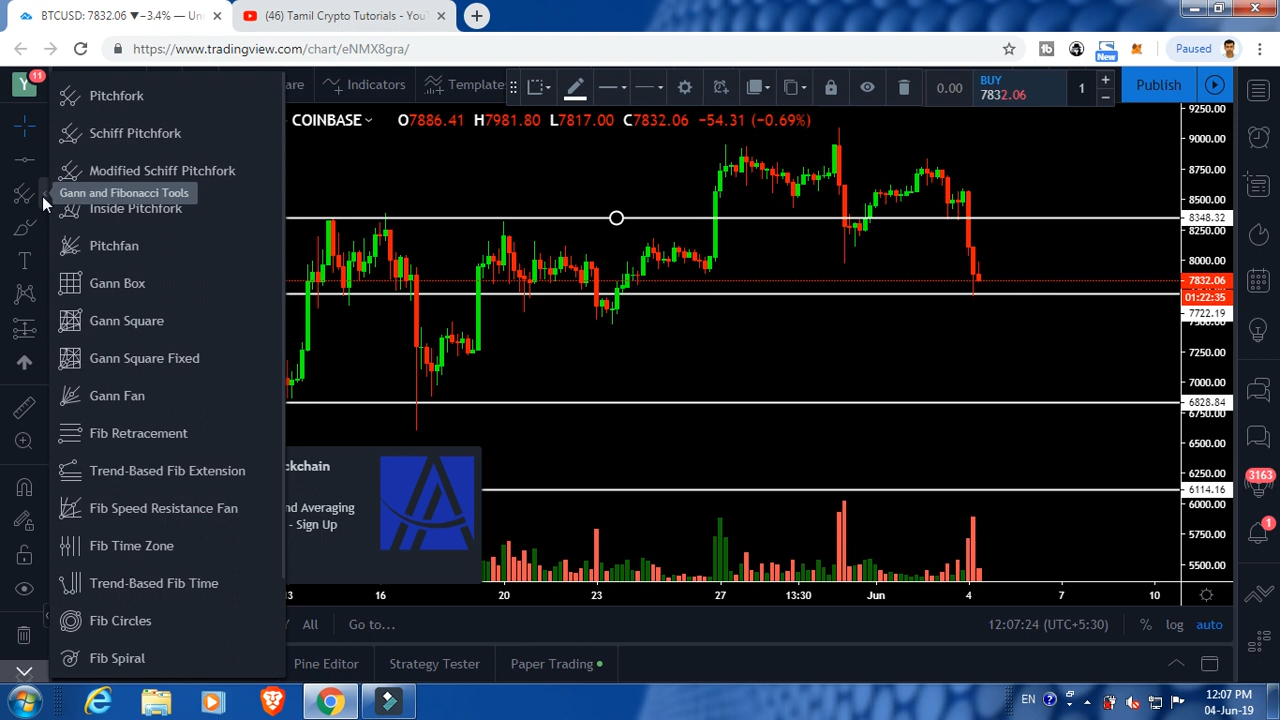 BTCUSD: 7832.06 ▼−3.4% — Un
(46) Tamil Crypto Tutorials - You
https://www.tradingview.com/chart/eNMX8gra/
New
Paused
Y
11
are
Indicators
Template
0.00
BUY
7832.06
1
Publish
Pitchfork
Schiff Pitchfork
Modified Schiff Pitchfork
Gann and Fibonacci Tools
Inside Pitchfork
Pitchfan
Gann Box
Gann Square
Gann Square Fixed
Gann Fan
Fib Retracement
Trend-Based Fib Extension
Fib Speed Resistance Fan
Fib Time Zone
Trend-Based Fib Time
Fib Circles
Fib Spiral
COINBASE
O7886.41 H7981.80 L7817.00 C7832.06 −54.31 (−0.69%)
9250.00
9000.00
8750.00
8500.00
8348.32
8250.00
8000.00
7832.06
01:22:35
7722.19
7500.00
7250.00
7000.00
6828.84
6750.00
6500.00
6250.00
6114.16
6000.00
5750.00
5500.00
ckchain
nd Averaging
- Sign Up
13 16 20 23 27 13:30 Jun 4 7 10
All
Go to...
12:07:24 (UTC+5:30)
%
log
auto
Pine Editor
Strategy Tester
Paper Trading
3163
1
EN
12:07 PM
04-Jun-19